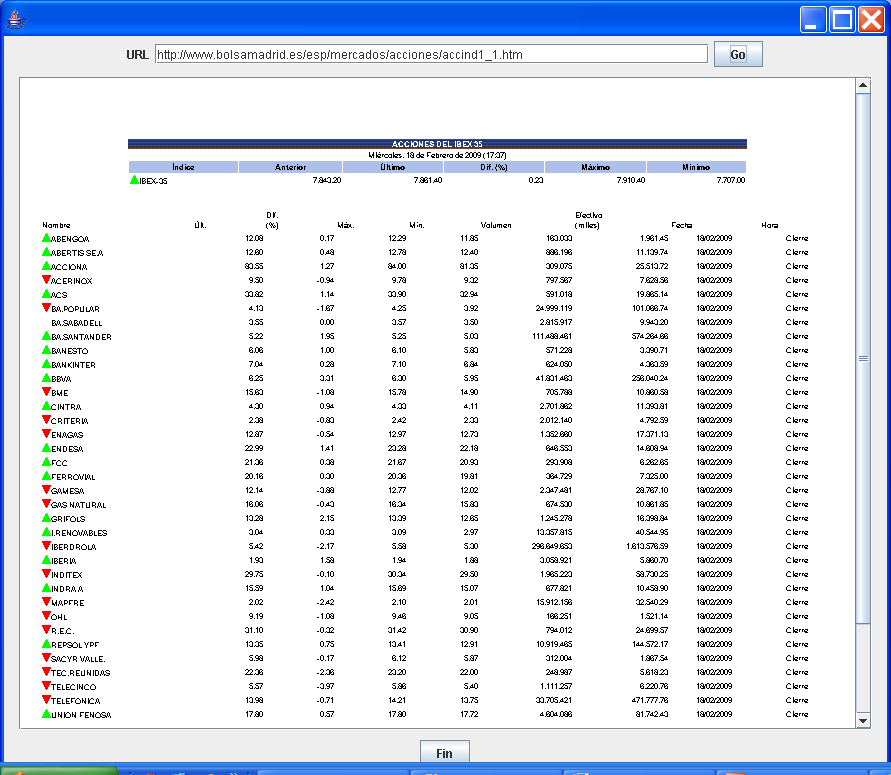 URL http://www.bolsamadrid.es/esp/mercados/acciones/accind1_1.htm Go
ACCIONES DEL IBEX 35
Miércoles, 18 de Febrero de 2009 (17:37)
Índice Anterior Último Dif. (%) Máximo Mínimo
IBEX-35 7.843,20 7.861,40 0,23 7.910,40 7.707,00
Nombre Últ. Dif. (%) Máx. Mín. Volumen Efectivo (miles) Fecha Hora
ABENGOA 12,08 0,17 12,29 11,85 163.033 1.961,45 18/02/2009 Cierre
ABERTIS SE.A 12,60 0,48 12,78 12,40 886.196 11.139,74 18/02/2009 Cierre
ACCIONA 83,55 1,27 84,00 81,35 309.075 25.513,72 18/02/2009 Cierre
ACERINOX 9,50 -0,94 9,78 9,32 797.567 7.628,56 18/02/2009 Cierre
ACS 33,82 1,14 33,90 32,94 591.018 19.865,14 18/02/2009 Cierre
BA.POPULAR 4,13 -1,67 4,25 3,92 24.999.119 101.066,74 18/02/2009 Cierre
BA.SABADELL 3,55 0,00 3,57 3,50 2.815.917 9.943,20 18/02/2009 Cierre
BA.SANTANDER 5,22 1,95 5,25 5,03 111.488.461 574.264,66 18/02/2009 Cierre
BANESTO 6,06 1,00 6,10 5,83 571.228 3.390,71 18/02/2009 Cierre
BANKINTER 7,04 0,28 7,10 6,84 624.050 4.363,59 18/02/2009 Cierre
BBVA 6,25 3,31 6,30 5,95 41.831.463 256.040,24 18/02/2009 Cierre
BME 15,63 -1,08 15,78 14,90 705.788 10.860,58 18/02/2009 Cierre
CINTRA 4,30 0,94 4,33 4,11 2.701.862 11.393,81 18/02/2009 Cierre
CRITERIA 2,38 -0,83 2,42 2,33 2.012.140 4.792,59 18/02/2009 Cierre
ENAGAS 12,87 -0,54 12,97 12,73 1.352.660 17.371,13 18/02/2009 Cierre
ENDESA 22,99 1,41 23,28 22,18 646.553 14.608,94 18/02/2009 Cierre
FCC 21,36 0,38 21,67 20,93 293.908 6.262,65 18/02/2009 Cierre
FERROVIAL 20,16 0,30 20,36 19,81 364.729 7.325,00 18/02/2009 Cierre
GAMESA 12,14 -3,88 12,77 12,02 2.347.481 28.767,10 18/02/2009 Cierre
GAS NATURAL 16,06 -0,43 16,34 15,83 674.530 10.861,85 18/02/2009 Cierre
GRIFOLS 13,28 2,15 13,39 12,65 1.245.278 16.398,84 18/02/2009 Cierre
I.RENOVABLES 3,04 0,33 3,09 2,97 13.357.815 40.544,95 18/02/2009 Cierre
IBERDROLA 5,42 -2,17 5,58 5,30 296.649.653 1.613.576,59 18/02/2009 Cierre
IBERIA 1,93 1,58 1,94 1,88 3.058.921 5.860,70 18/02/2009 Cierre
INDITEX 29,75 -0,10 30,34 29,50 1.965.223 58.730,25 18/02/2009 Cierre
INDRA A 15,59 1,04 15,69 15,07 677.821 10.458,90 18/02/2009 Cierre
MAPFRE 2,02 -2,42 2,10 2,01 15.912.156 32.540,29 18/02/2009 Cierre
OHL 9,19 -1,08 9,46 9,05 166.251 1.521,14 18/02/2009 Cierre
R.E.C. 31,10 -0,32 31,42 30,90 794.012 24.699,57 18/02/2009 Cierre
REPSOL YPF 13,35 0,75 13,41 12,91 10.919.465 144.572,17 18/02/2009 Cierre
SACYR VALLE. 5,98 -0,17 6,12 5,87 312.004 1.867,54 18/02/2009 Cierre
TEC.REUNIDAS 22,36 -2,36 23,20 22,00 248.987 5.618,23 18/02/2009 Cierre
TELECINCO 5,57 -3,97 5,86 5,40 1.111.257 6.220,76 18/02/2009 Cierre
TELEFONICA 13,98 -0,71 14,21 13,75 33.705.421 471.777,76 18/02/2009 Cierre
UNION FENOSA 17,80 0,57 17,80 17,72 4.604.086 81.742,43 18/02/2009 Cierre
Fin